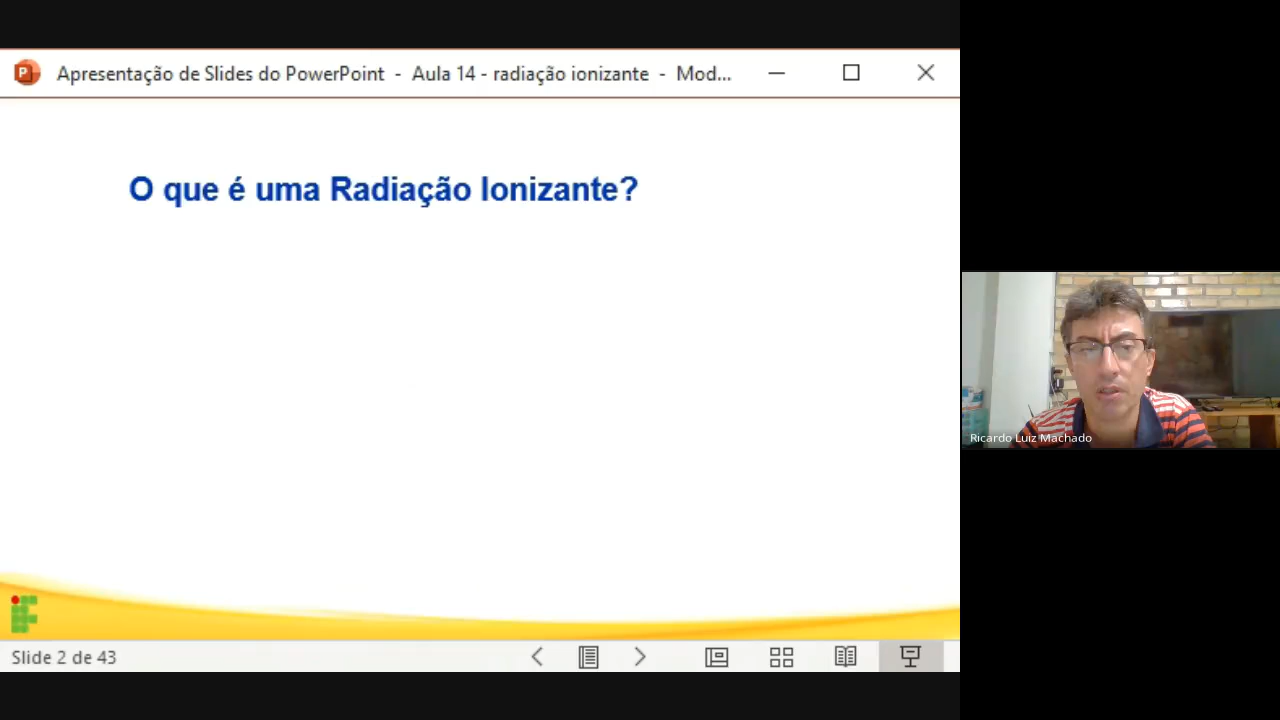 Apresentação de Slides do PowerPoint - Aula 14 - radiação ionizante - Mod...
O que é uma Radiação Ionizante?
Ricardo Luiz Machado
Slide 2 de 43